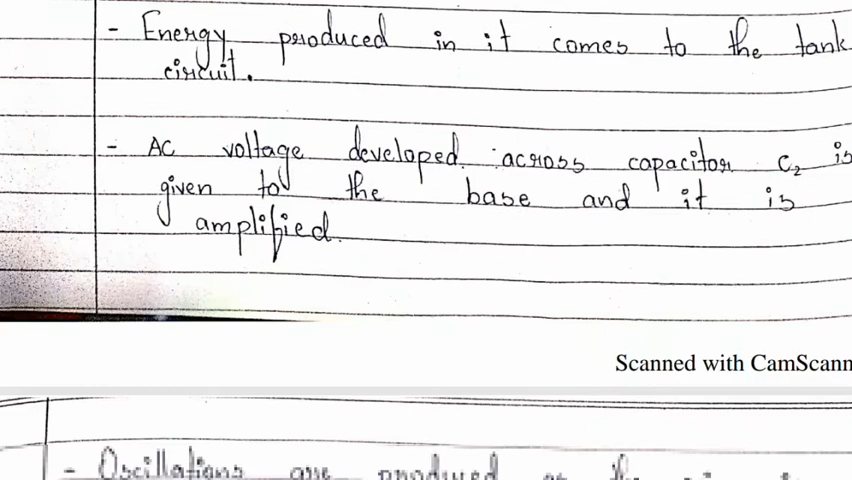 - Energy produced in it comes to the tank
circuit.
- AC voltage developed across capacitor C₂ is
given to the base and it is
amplified.
Scanned with CamScann
- Oscillations are produced